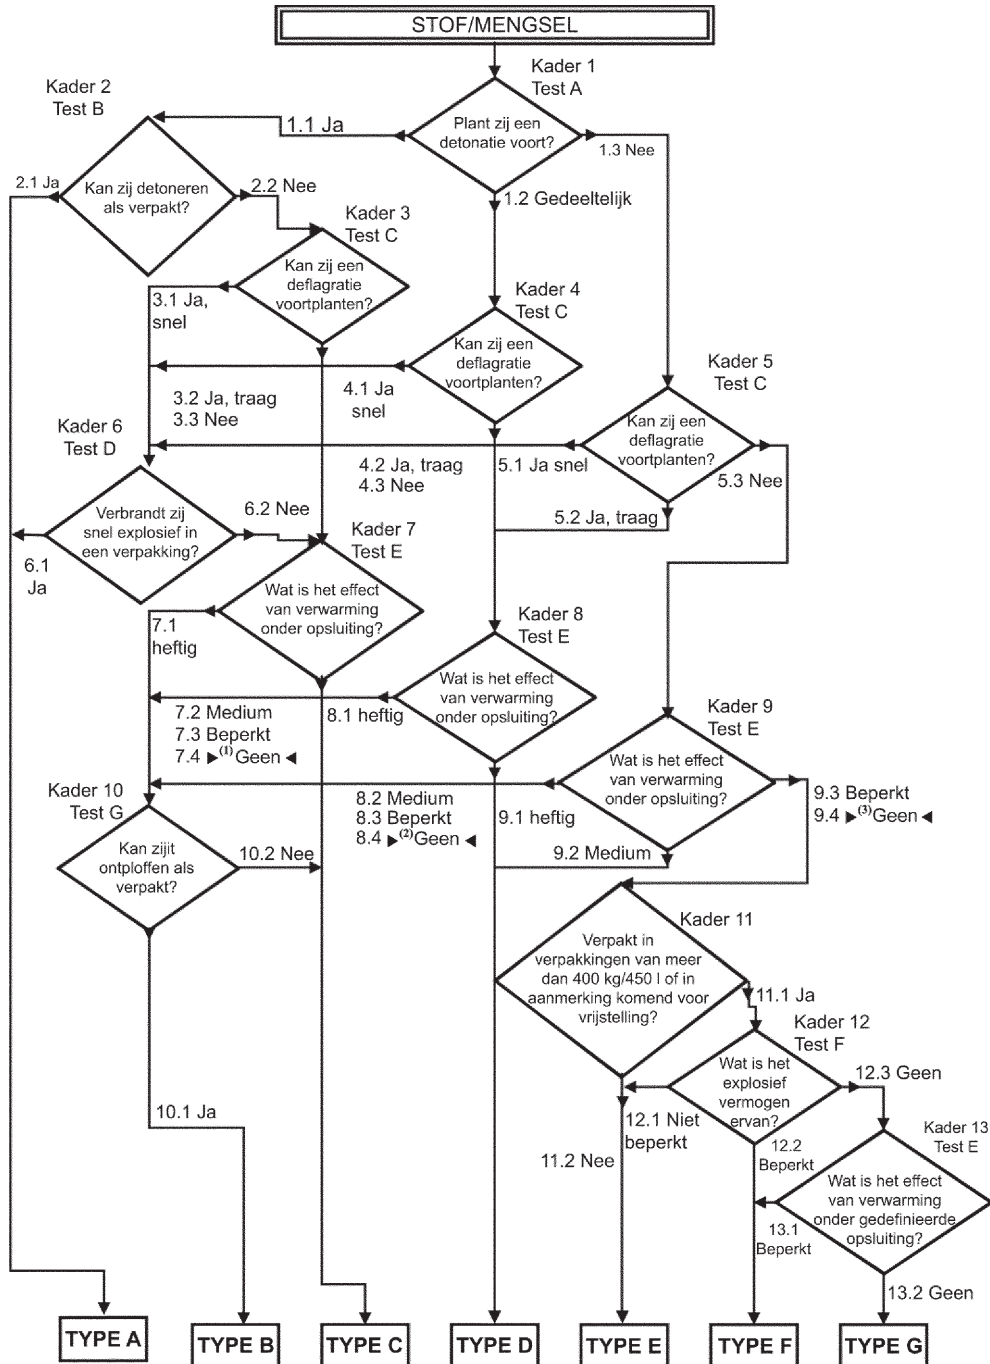 STOF/MENGSEL
Kader 1
Test A
Plant zij een
detonatie voort?
1.1 Ja
1.3 Nee
1.2 Gedeeltelijk
Kader 2
Test B
Kan zij detoneren
als verpakt?
2.1 Ja
2.2 Nee
Kader 3
Test C
Kan zij een
deflagratie
voortplanten?
3.1 Ja,
snel
3.2 Ja, traag
3.3 Nee
Kader 4
Test C
Kan zij een
deflagratie
voortplanten?
4.1 Ja
snel
4.2 Ja, traag
4.3 Nee
Kader 5
Test C
Kan zij een
deflagratie
voortplanten?
5.1 Ja snel
5.3 Nee
5.2 Ja, traag
Kader 6
Test D
Verbrandt zij
snel explosief in
een verpakking?
6.1
Ja
6.2 Nee
Kader 7
Test E
Wat is het effect
van verwarming
onder opsluiting?
7.1
heftig
7.2 Medium
7.3 Beperkt
7.4 ►(1)Geen ◄
Kader 8
Test E
Wat is het effect
van verwarming
onder opsluiting?
8.1 heftig
8.2 Medium
8.3 Beperkt
8.4 ►(2)Geen ◄
Kader 9
Test E
Wat is het effect
van verwarming
onder opsluiting?
9.1 heftig
9.2 Medium
9.3 Beperkt
9.4 ►(3)Geen ◄
Kader 10
Test G
Kan zijit
ontploffen als
verpakt?
10.2 Nee
10.1 Ja
Kader 11
Verpakt in
verpakkingen van meer
dan 400 kg/450 l of in
aanmerking komend voor
vrijstelling?
11.1 Ja
11.2 Nee
Kader 12
Test F
Wat is het
explosief
vermogen
ervan?
12.1 Niet
beperkt
12.2
Beperkt
12.3 Geen
Kader 13
Test E
Wat is het effect
van verwarming
onder gedefinieerde
opsluiting?
13.1
Beperkt
13.2 Geen
TYPE A
TYPE B
TYPE C
TYPE D
TYPE E
TYPE F
TYPE G